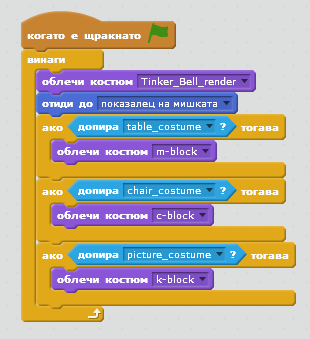 когато е щракнато
винаги
облечи костюм Tinker_Bell_render
отиди до показалец на мишката
ако допира table_costume ? тогава
облечи костюм m-block
ако допира chair_costume ? тогава
облечи костюм c-block
ако допира picture_costume ? тогава
облечи костюм k-block